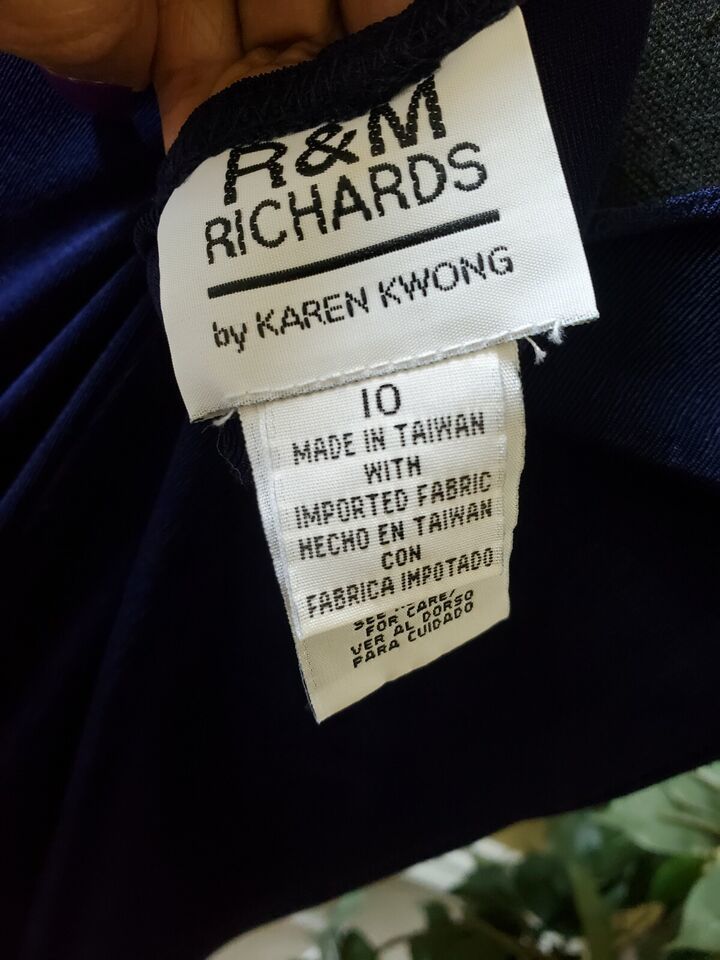 R&M
RICHARDS
by KAREN KWONG
10
MADE IN TAIWAN
WITH
IMPORTED FABRIC
HECHO EN TAIWAN
CON
FABRICA IMPOTADO
CARE/
FOR CARE/
VER AL DORSO
PARA CUIDADO